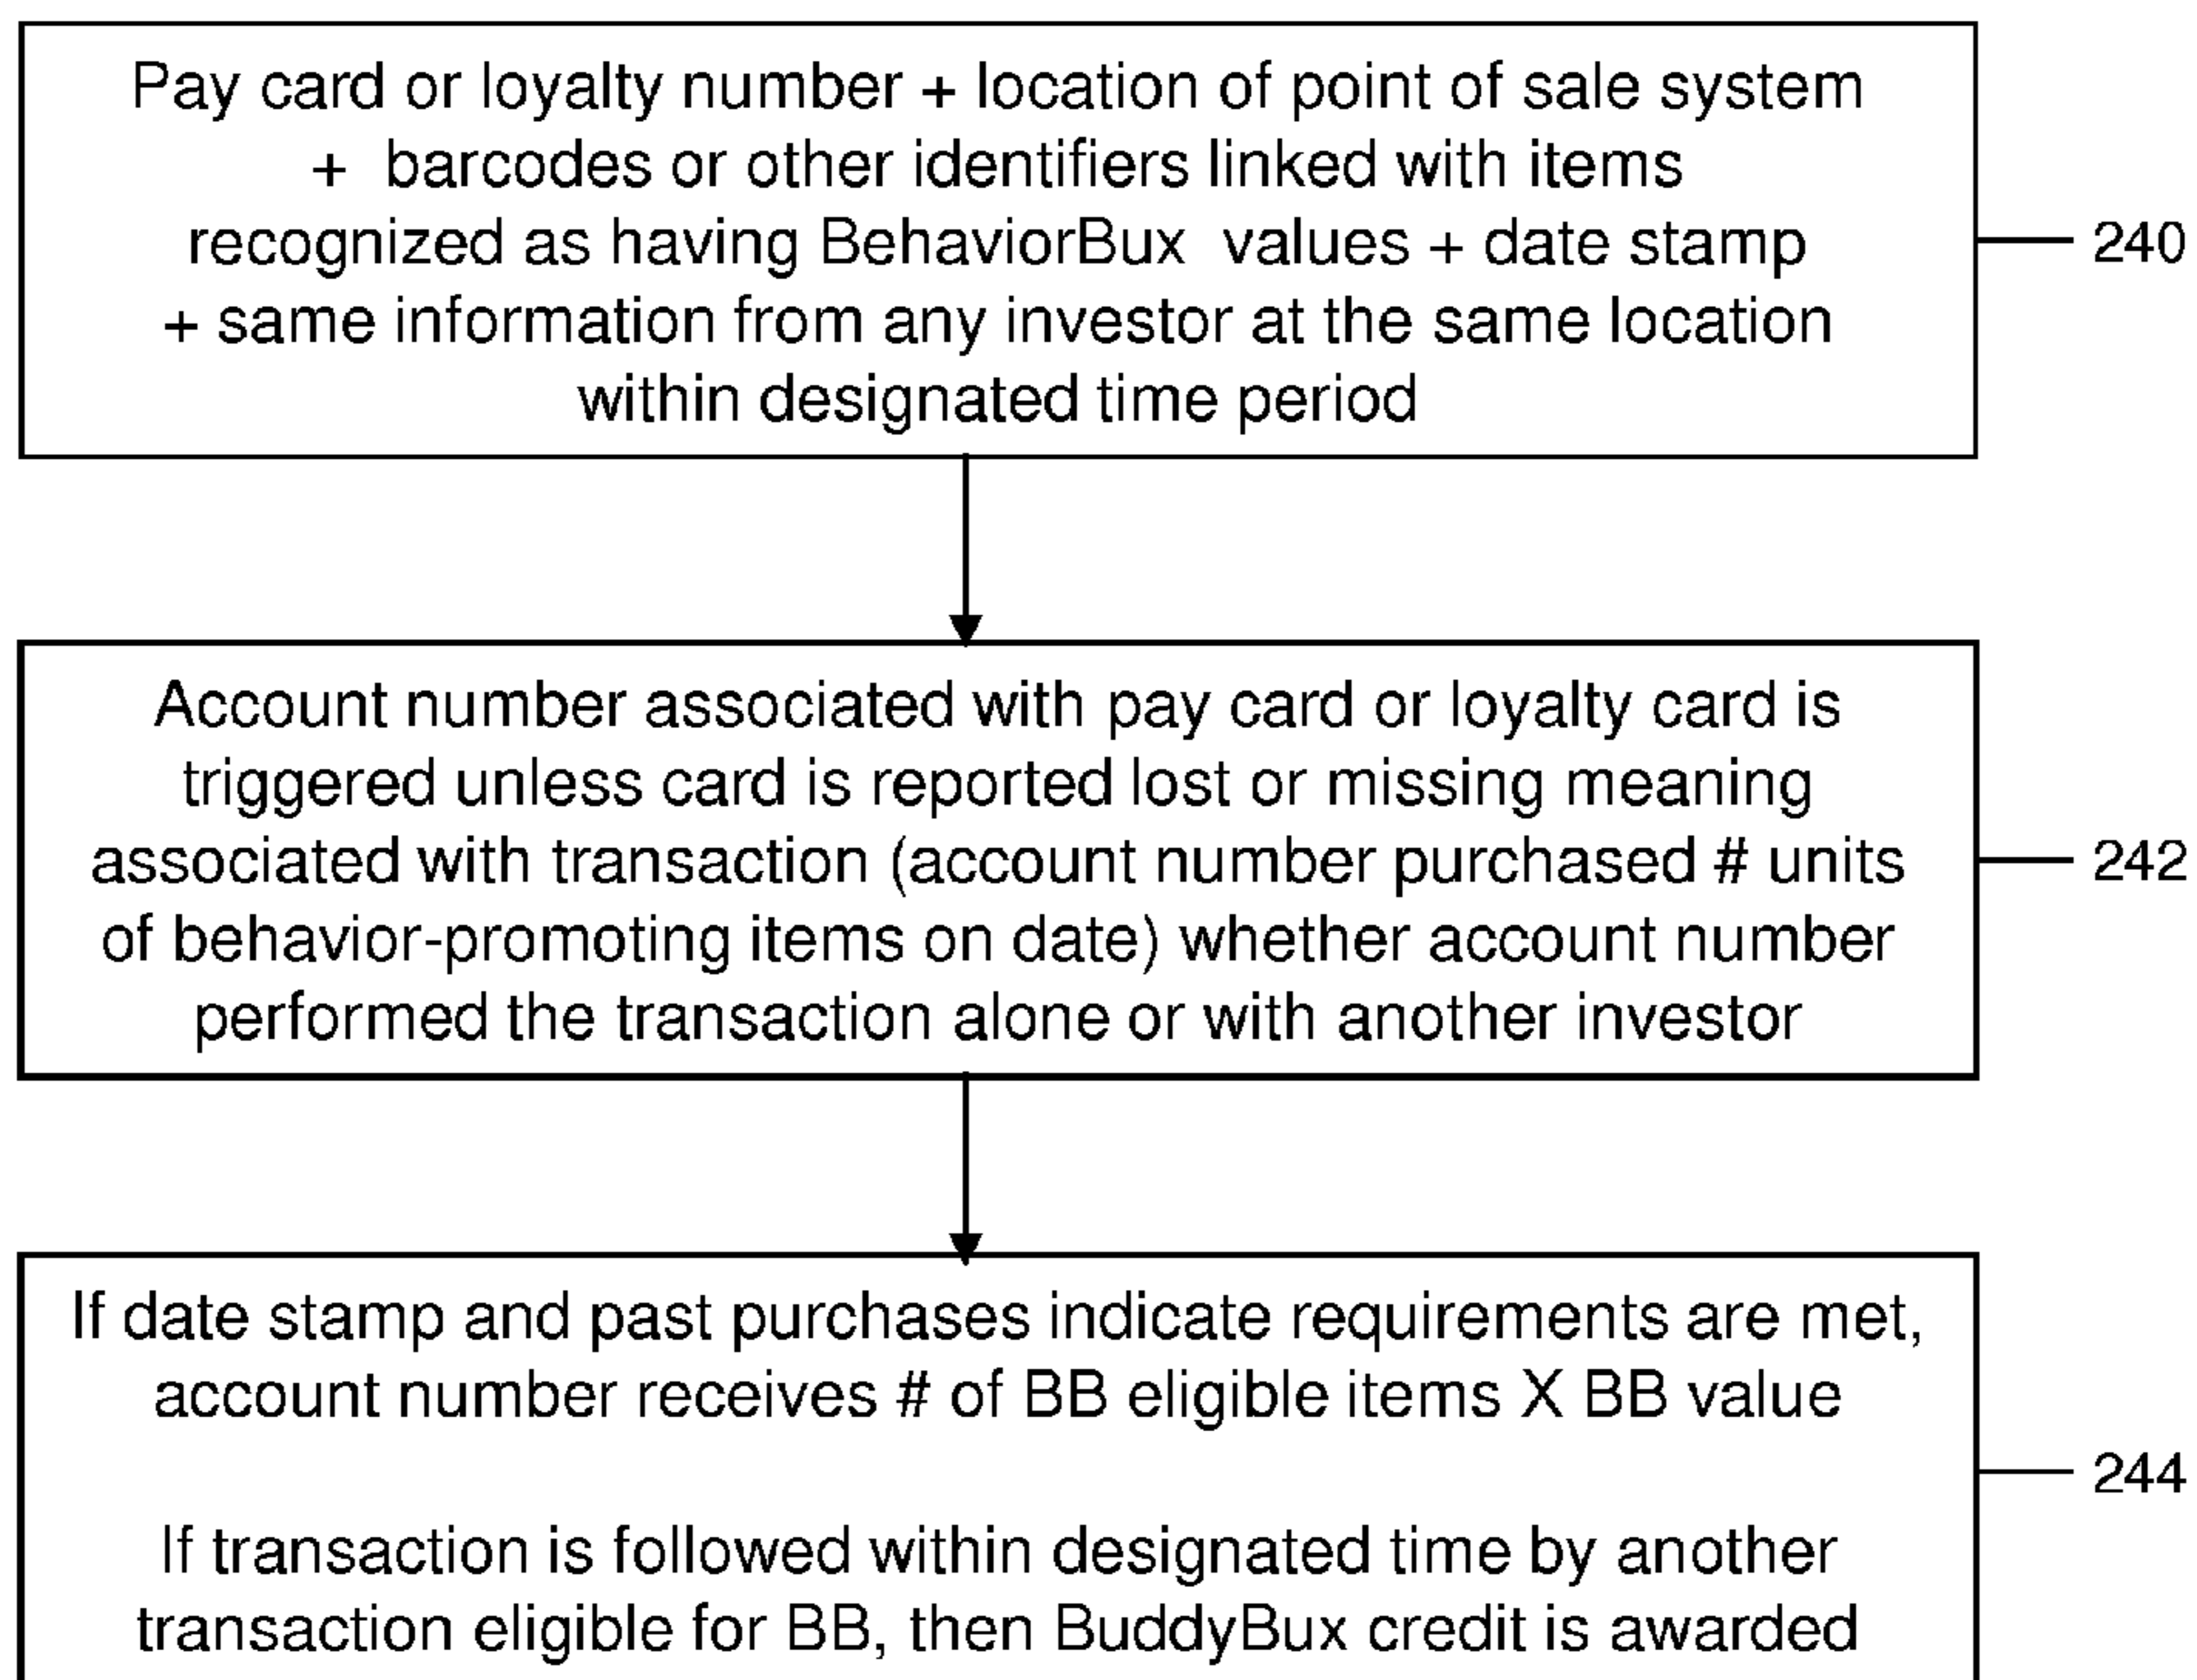 Pay card or loyalty number + location of point of sale system
+ barcodes or other identifiers linked with items
recognized as having BehaviorBux values + date stamp
+ same information from any investor at the same location
within designated time period
240
Account number associated with pay card or loyalty card is
triggered unless card is reported lost or missing meaning
associated with transaction (account number purchased # units
of behavior-promoting items on date) whether account number
performed the transaction alone or with another investor
242
If date stamp and past purchases indicate requirements are met,
account number receives # of BB eligible items X BB value
If transaction is followed within designated time by another
transaction eligible for BB, then BuddyBux credit is awarded
244